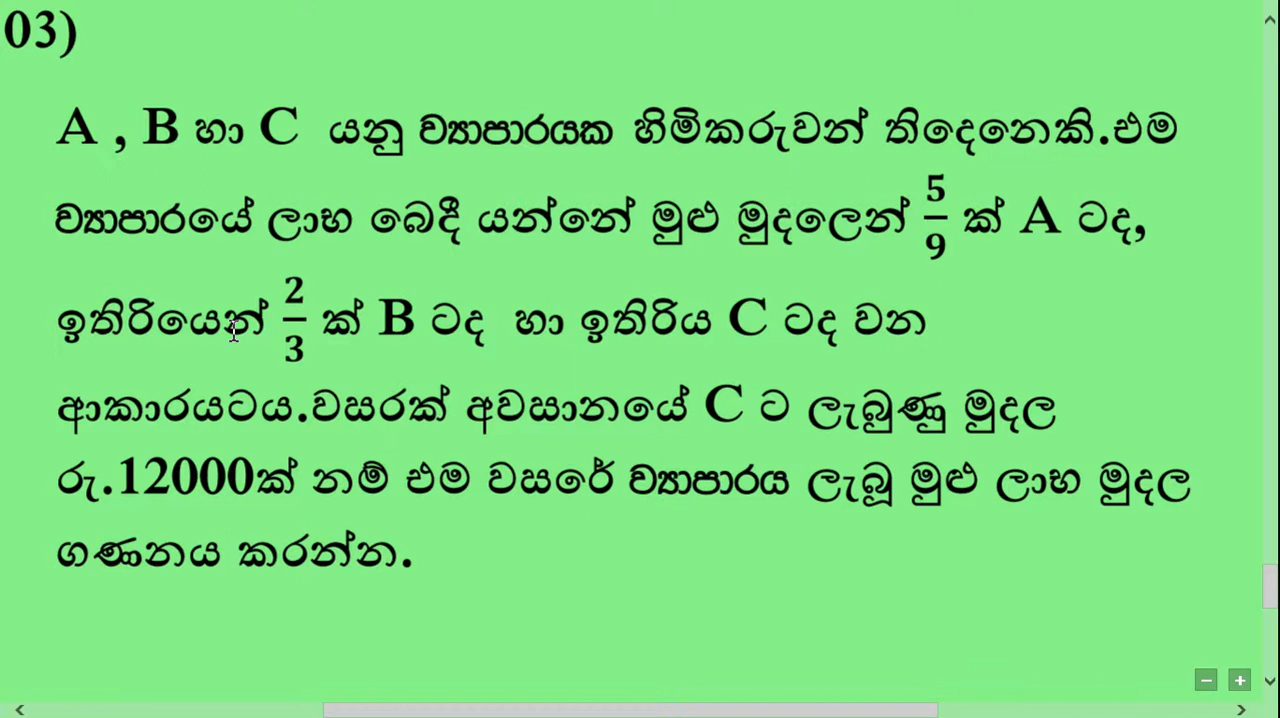 03)
A , B හා C යනු ව්‍යාපාරයක හිමිකරුවන් තිදෙනෙකි.එම
ව්‍යාපාරයේ ලාභ බෙදී යන්නේ මුළු මුදලෙන් 5/9 ක් A ටද,
ඉතිරියෙන් 2/3 ක් B ටද හා ඉතිරිය C ටද වන
ආකාරයටය.වසරක් අවසානයේ C ට ලැබුණු මුදල
රු.12000ක් නම් එම වසරේ ව්‍යාපාරය ලැබූ මුළු ලාභ මුදල
ගණනය කරන්න.